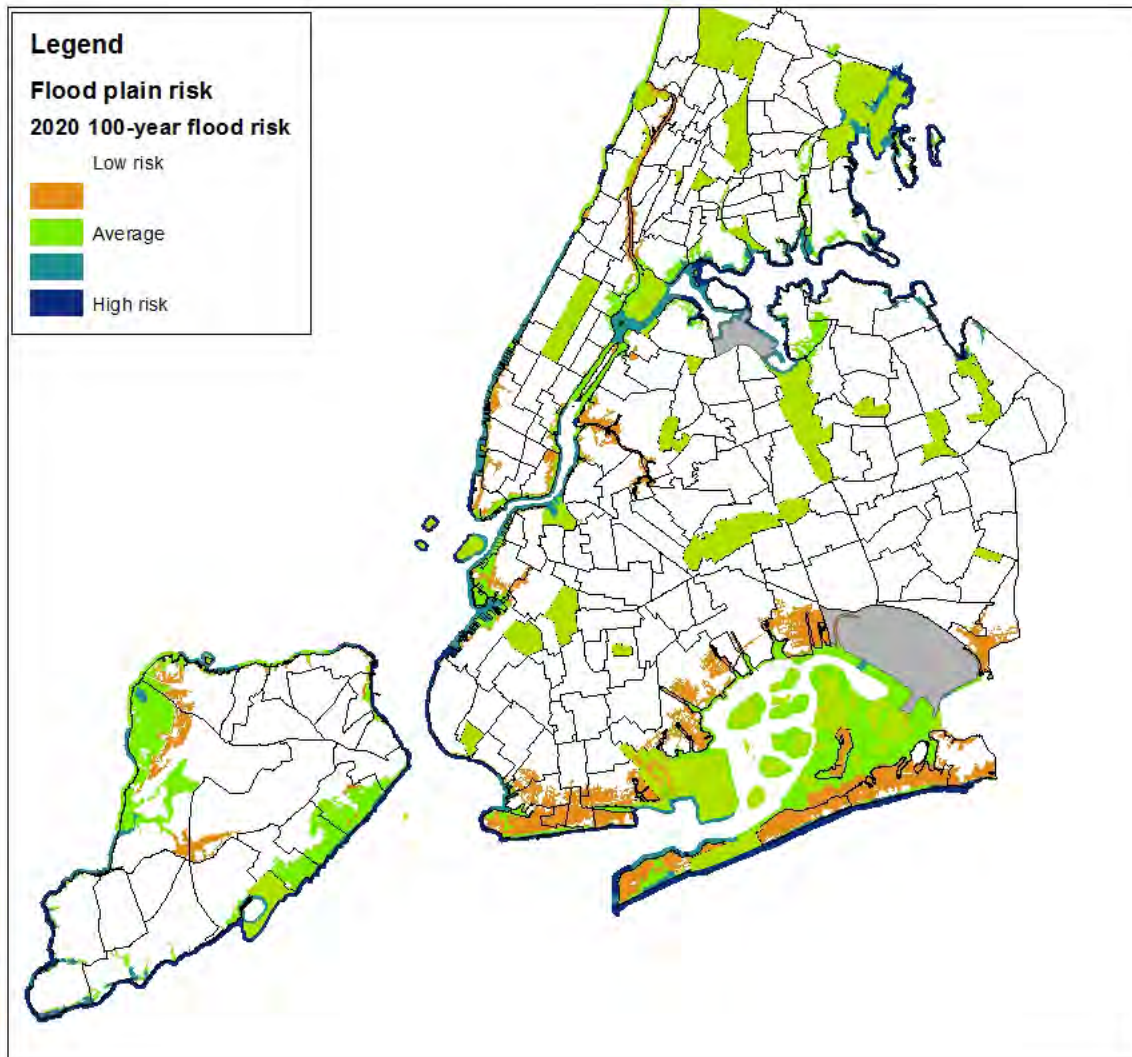 Legend
Flood plain risk
2020 100-year flood risk
Low risk
Average
High risk